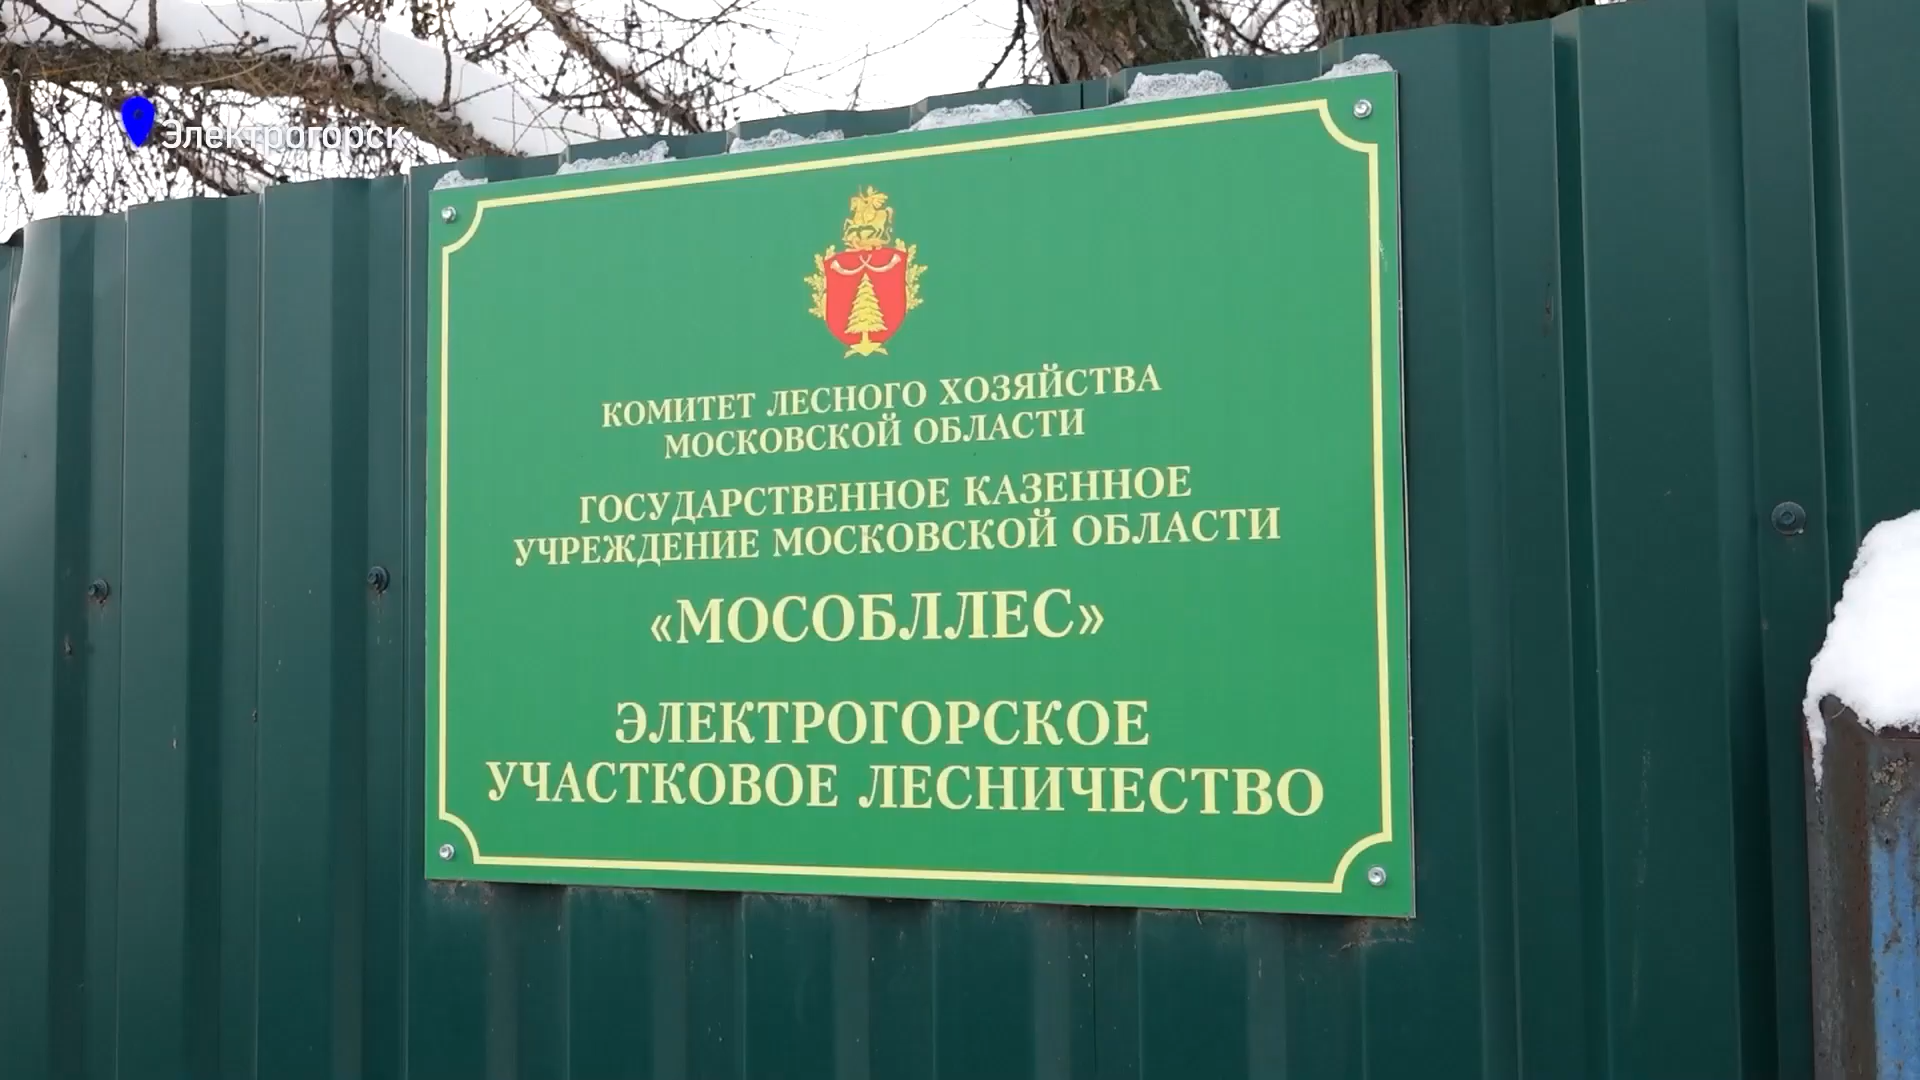 Электрогорск
КОМИТЕТ ЛЕСНОГО ХОЗЯЙСТВА
МОСКОВСКОЙ ОБЛАСТИ
ГОСУДАРСТВЕННОЕ КАЗЕННОЕ
УЧРЕЖДЕНИЕ МОСКОВСКОЙ ОБЛАСТИ
«МОСОБЛЛЕС»
ЭЛЕКТРОГОРСКОЕ
УЧАСТКОВОЕ ЛЕСНИЧЕСТВО